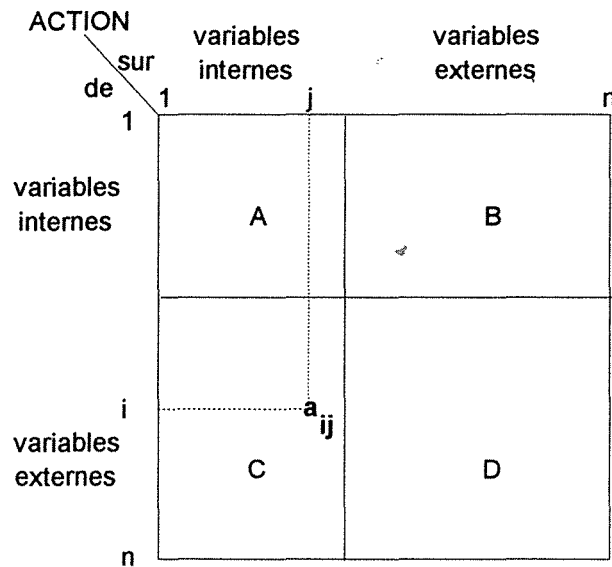 ACTION
sur
de
variables
internes
variables
externes
1
j
n
1
variables
internes
A
B
i
a ij
variables
externes
C
D
n